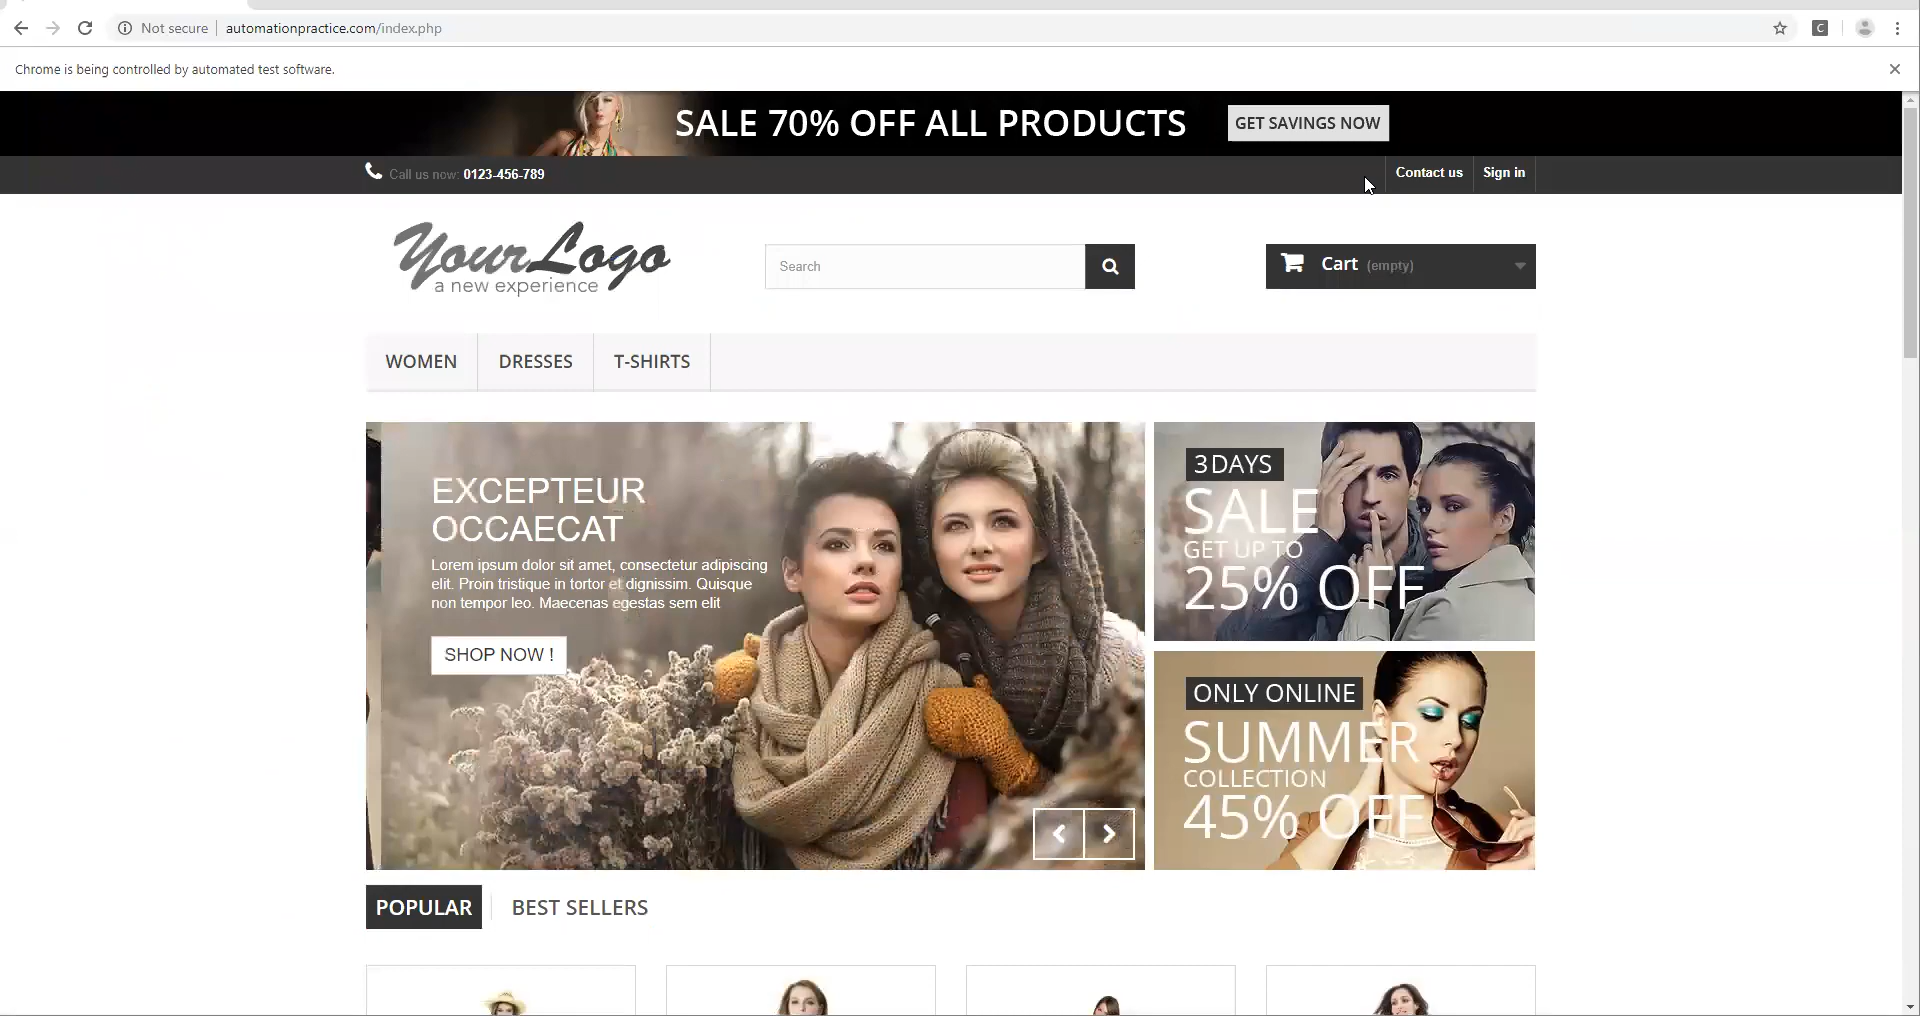 Not secure automationpractice.com/index.php
Chrome is being controlled by automated test software.
SALE 70% OFF ALL PRODUCTS GET SAVINGS NOW
Call us now: 0123-456-789 Contact us Sign in
YourLogo
a new experience
Search
Cart (empty)
WOMEN DRESSES T-SHIRTS
EXCEPTEUR
OCCAECAT
Lorem ipsum dolor sit amet, consectetur adipiscing
elit. Proin tristique in tortor et dignissim. Quisque
non tempor leo. Maecenas egestas sem elit
SHOP NOW !
3 DAYS
SALE
GET UP TO
25% OFF
ONLY ONLINE
SUMMER
COLLECTION
45% OFF
POPULAR BEST SELLERS